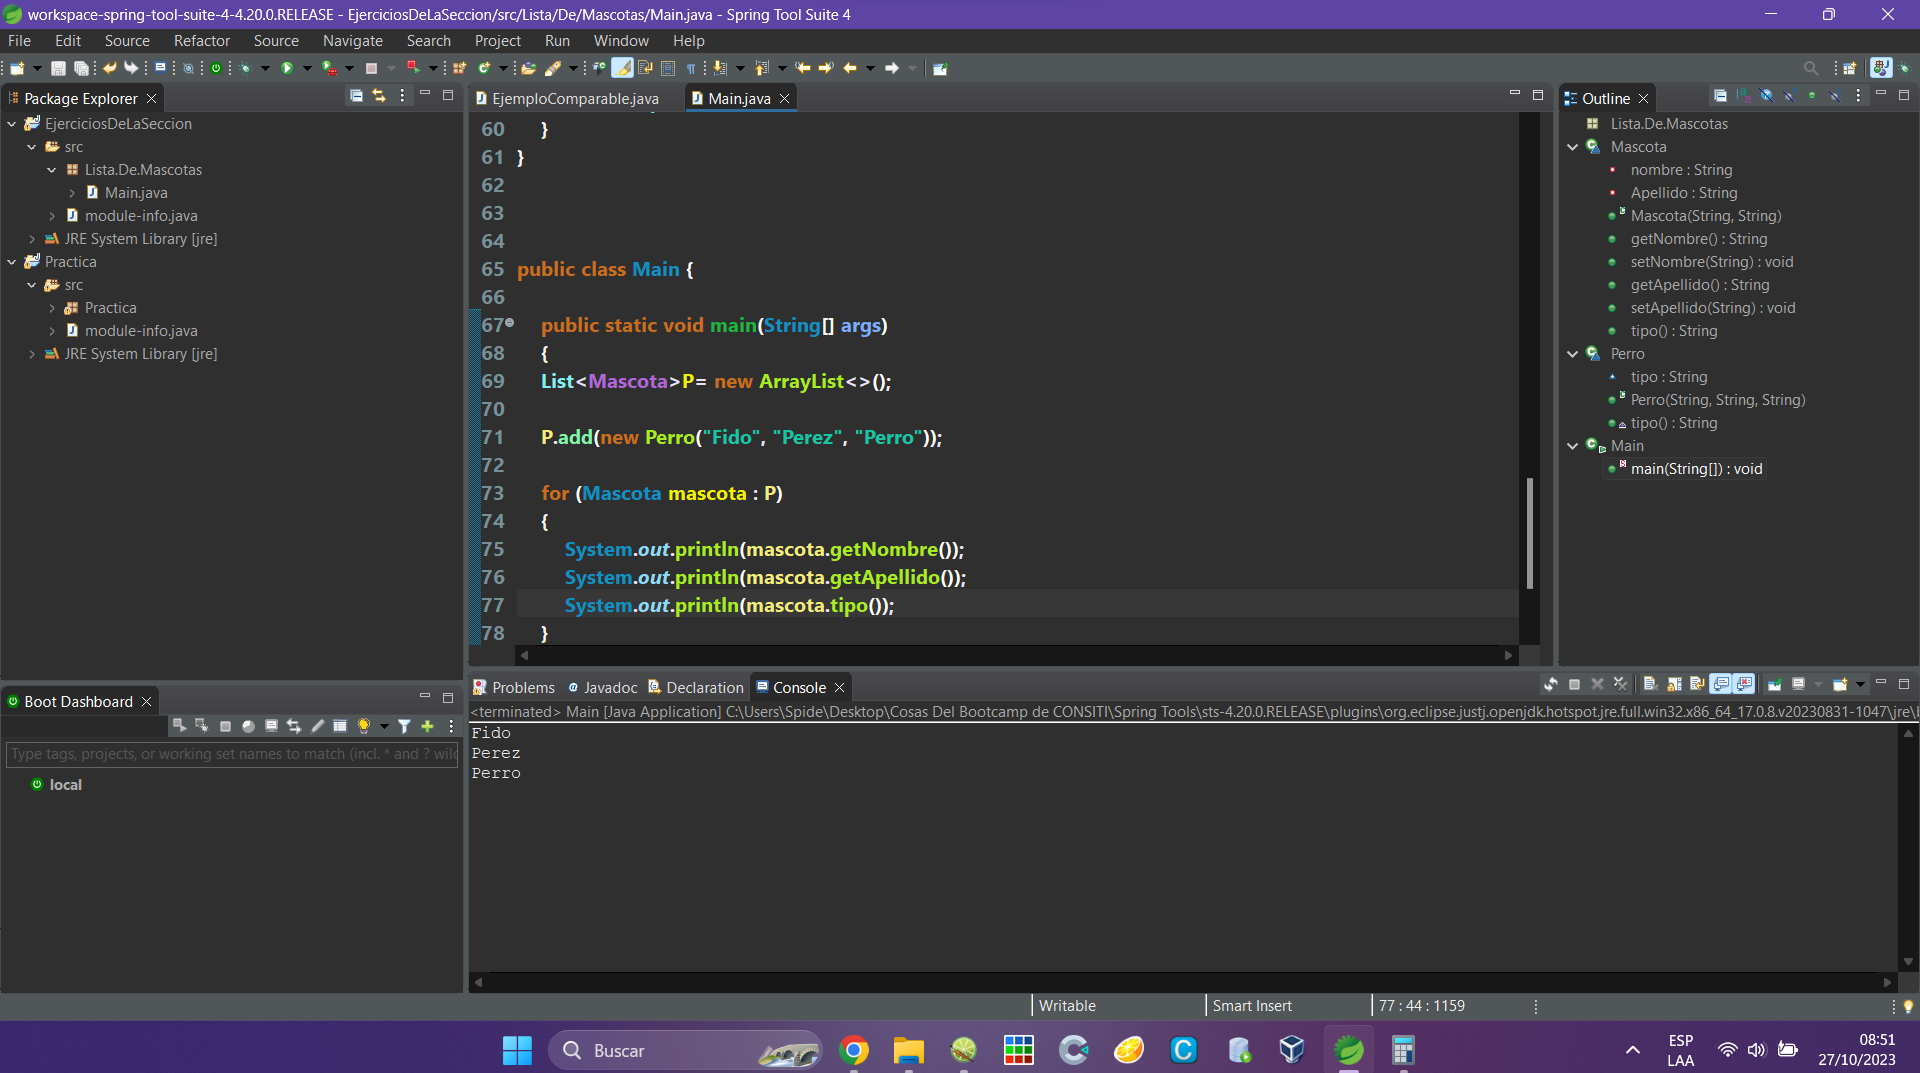 workspace-spring-tool-suite-4-4.20.0.RELEASE - EjerciciosDeLaSeccion/src/Lista/De/Mascotas/Main.java - Spring Tool Suite 4
File Edit Source Refactor Source Navigate Search Project Run Window Help
Package Explorer
EjerciciosDeLaSeccion
src
Lista.De.Mascotas
Main.java
module-info.java
JRE System Library [jre]
Practica
src
Practica
module-info.java
JRE System Library [jre]
EjemploComparable.java Main.java
60 }
61 }
62
63
64
65 public class Main {
66
67 public static void main(String[] args)
68 {
69 List<Mascota>P= new ArrayList<>();
70
71 P.add(new Perro("Fido", "Perez", "Perro"));
72
73 for (Mascota mascota : P)
74 {
75 System.out.println(mascota.getNombre());
76 System.out.println(mascota.getApellido());
77 System.out.println(mascota.tipo());
78 }
Outline
Lista.De.Mascotas
Mascota
nombre : String
Apellido : String
Mascota(String, String)
getNombre() : String
setNombre(String) : void
getApellido() : String
setApellido(String) : void
tipo() : String
Perro
tipo : String
Perro(String, String, String)
tipo() : String
Main
main(String[]) : void
Boot Dashboard
Type tags, projects, or working set names to match (incl. * and ? wil
local
Problems Javadoc Declaration Console
<terminated> Main [Java Application] C:\Users\Spide\Desktop\Cosas Del Bootcamp de CONSITI\Spring Tools\sts-4.20.0.RELEASE\plugins\org.eclipse.justj.openjdk.hotspot.jre.full.win32.x86_64_17.0.8.v20230831-1047\jre\
Fido
Perez
Perro
Writable Smart Insert 77 : 44 : 1159
Buscar
ESP
LAA
08:51
27/10/2023